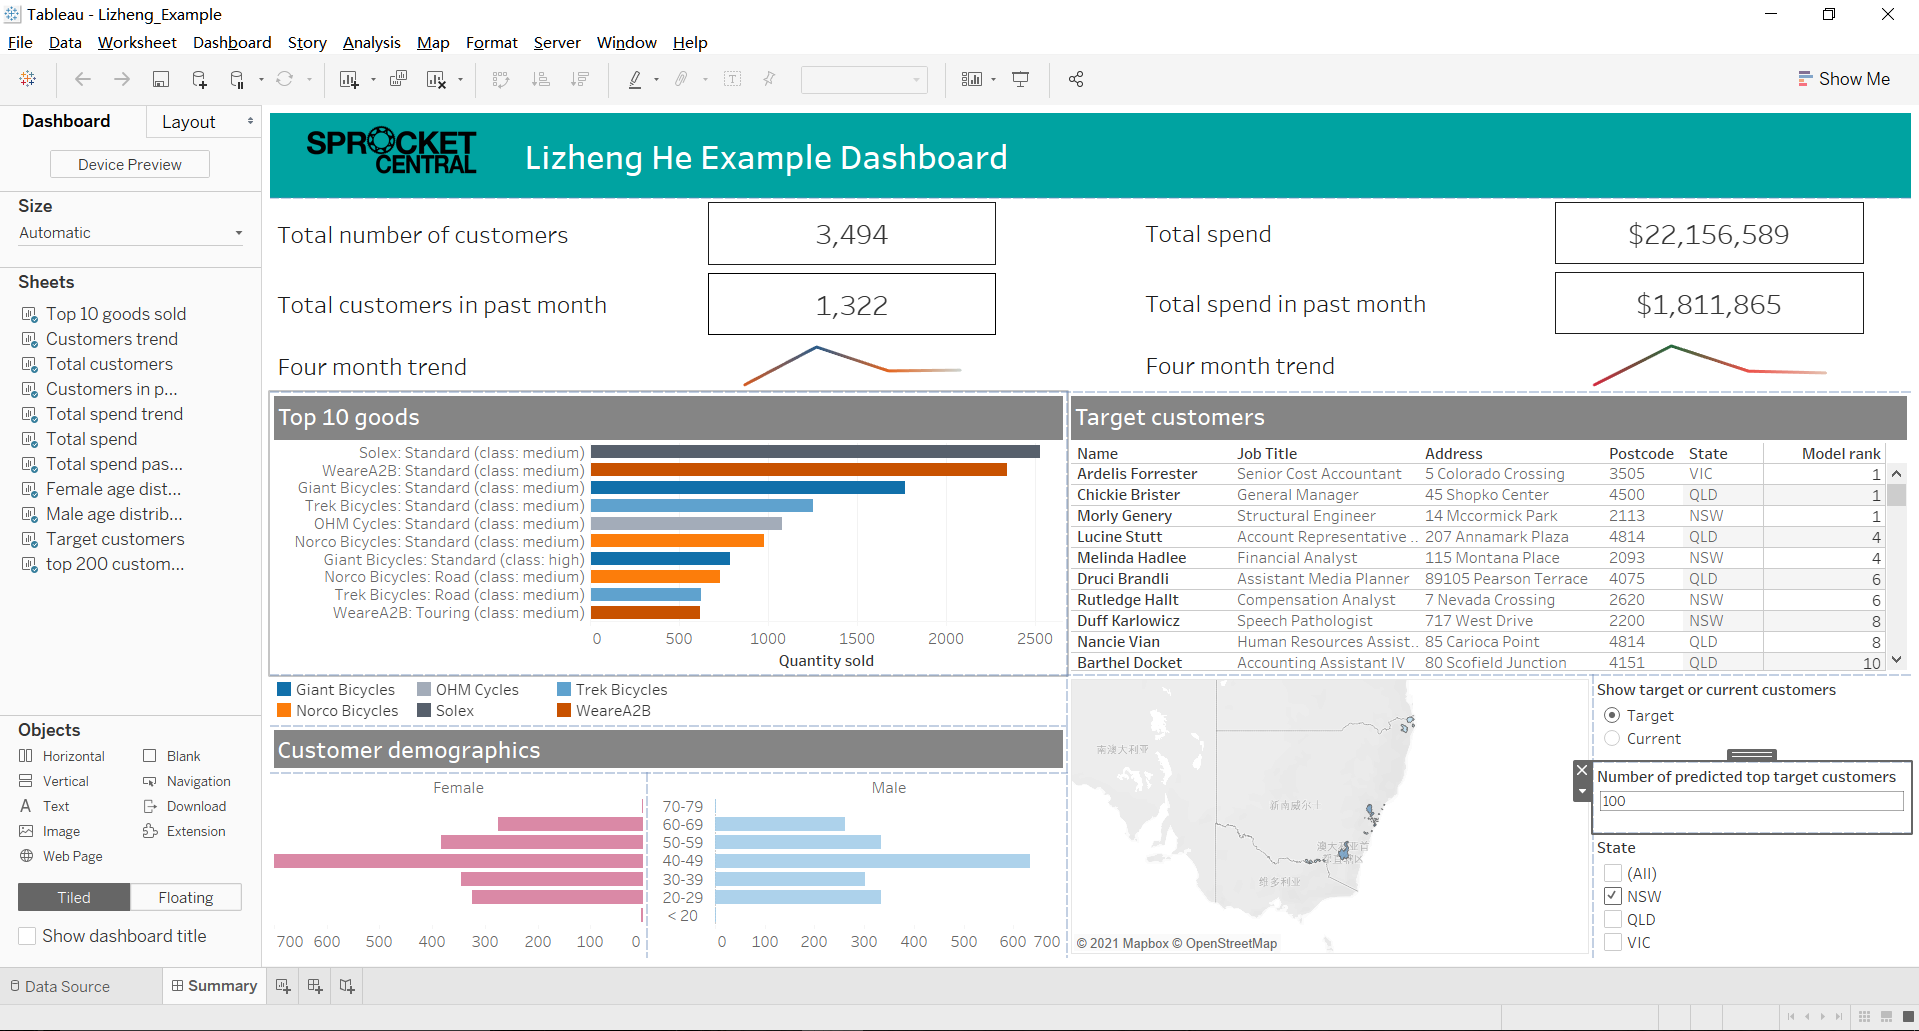 Tableau - Lizheng_Example
File Data Worksheet Dashboard Story Analysis Map Format Server Window Help
Show Me
Dashboard
Layout
Device Preview
Size
Automatic
Sheets
Top 10 goods sold
Customers trend
Total customers
Customers in p...
Total spend trend
Total spend
Total spend pas...
Female age dist...
Male age distrib...
Target customers
top 200 custom...
Objects
Horizontal Blank
Vertical Navigation
A Text Download
Image Extension
Web Page
Tiled Floating
Show dashboard title
SPROCKET
CENTRAL
Lizheng He Example Dashboard
Total number of customers 3,494
Total spend $22,156,589
Total customers in past month 1,322
Total spend in past month $1,811,865
Four month trend
Four month trend
Top 10 goods
Solex: Standard (class: medium)
WeareA2B: Standard (class: medium)
Giant Bicycles: Standard (class: medium)
Trek Bicycles: Standard (class: medium)
OHM Cycles: Standard (class: medium)
Norco Bicycles: Standard (class: medium)
Giant Bicycles: Standard (class: high)
Norco Bicycles: Road (class: medium)
Trek Bicycles: Road (class: medium)
WeareA2B: Touring (class: medium)
0 500 1000 1500 2000 2500
Quantity sold
Giant Bicycles OHM Cycles Trek Bicycles
Norco Bicycles Solex WeareA2B
Target customers
Name Job Title Address Postcode State Model rank
Ardelis Forrester Senior Cost Accountant 5 Colorado Crossing 3505 VIC 1
Chickie Brister General Manager 45 Shopko Center 4500 QLD 1
Morly Genery Structural Engineer 14 Mccormick Park 2113 NSW 1
Lucine Stutt Account Representative .. 207 Annamark Plaza 4814 QLD 4
Melinda Hadlee Financial Analyst 115 Montana Place 2093 NSW 4
Druci Brandli Assistant Media Planner 89105 Pearson Terrace 4075 QLD 6
Rutledge Hallt Compensation Analyst 7 Nevada Crossing 2620 NSW 6
Duff Karlowicz Speech Pathologist 717 West Drive 2200 NSW 8
Nancie Vian Human Resources Assist.. 85 Carioca Point 4814 QLD 8
Barthel Docket Accounting Assistant IV 80 Scofield Junction 4151 QLD 10
Customer demographics
Female Male
70-79
60-69
50-59
40-49
30-39
20-29
< 20
700 600 500 400 300 200 100 0
0 100 200 300 400 500 600 700
南澳大利亚
新南威尔士
澳大利亚首
维多利亚
© 2021 Mapbox © OpenStreetMap
Show target or current customers
Target
Current
Number of predicted top target customers
100
State
(All)
NSW
QLD
VIC
Data Source
Summary